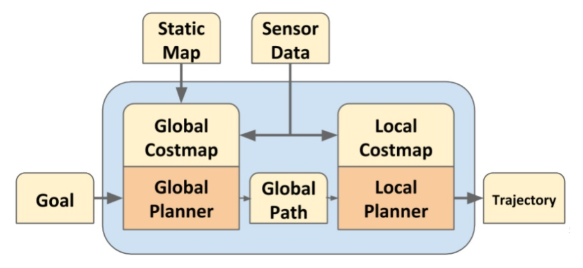 Static
Map
Sensor
Data
Global
Costmap
Local
Costmap
Goal
Global
Planner
Global
Path
Local
Planner
Trajectory